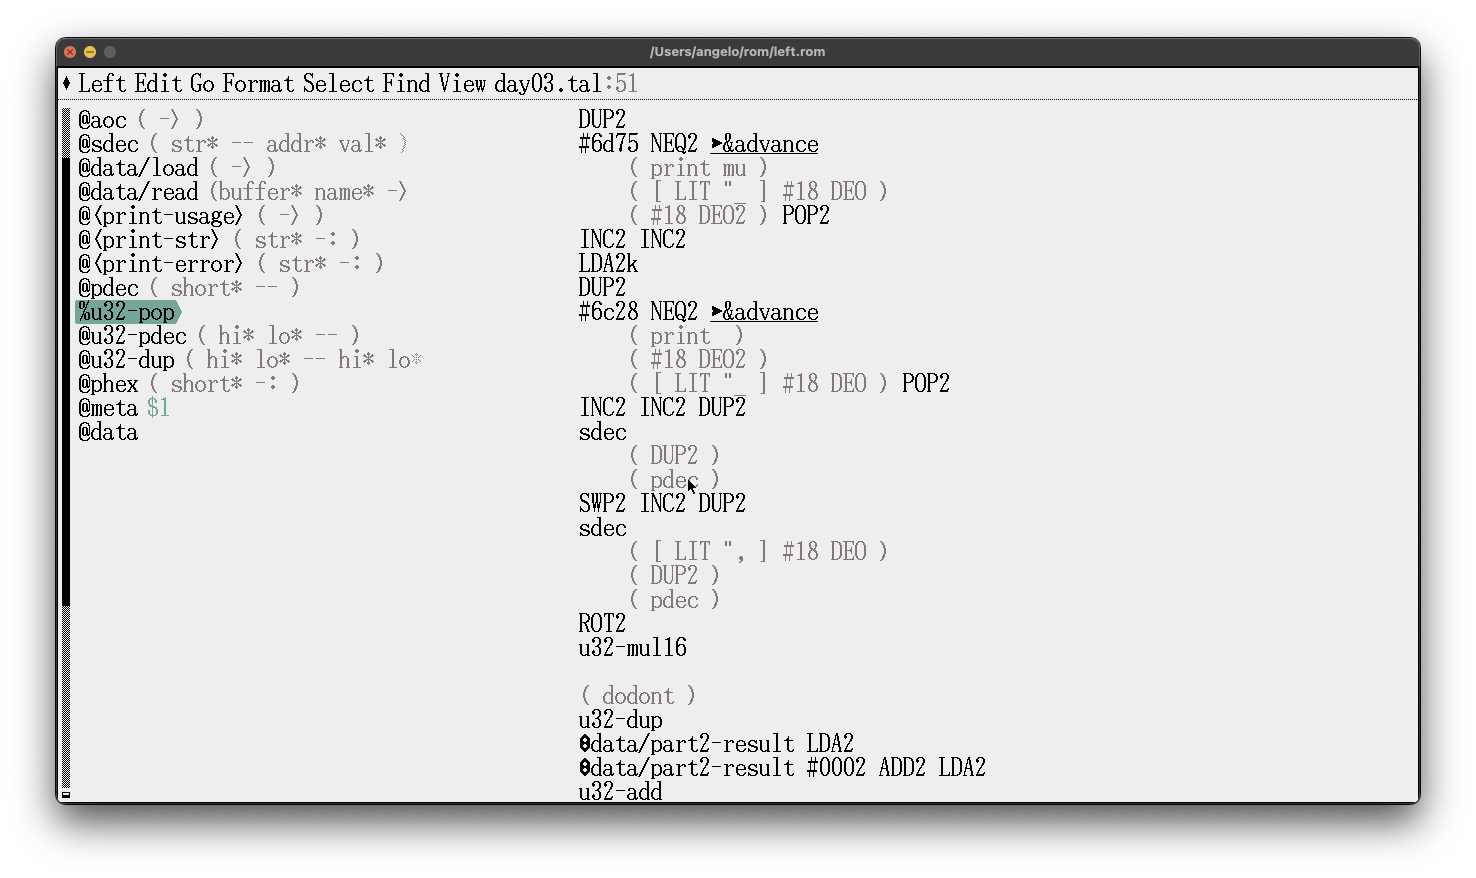 /Users/angelo/rom/left.rom
Left Edit Go Format Select Find View day03.tal:51
@aoc ( -> )
@sdec ( str* -- addr* val* )
@data/load ( -> )
@data/read (buffer* name* ->
@<print-usage> ( -> )
@<print-str> ( str* -: )
@<print-error> ( str* -: )
@pdec ( short* -- )
%u32-pop
@u32-pdec ( hi* lo* -- )
@u32-dup ( hi* lo* -- hi* lo*
@phex ( short* -: )
@meta $1
@data
DUP2
#6d75 NEQ2 &advance
( print mu )
( [ LIT "_ ] #18 DEO )
( #18 DEO2 ) POP2
INC2 INC2
LDA2k
DUP2
#6c28 NEQ2 &advance
( print )
( #18 DEO2 )
( [ LIT "_ ] #18 DEO ) POP2
INC2 INC2 DUP2
sdec
( DUP2 )
( pdec )
SWP2 INC2 DUP2
sdec
( [ LIT ", ] #18 DEO )
( DUP2 )
( pdec )
ROT2
u32-mul16
( dodont )
u32-dup
data/part2-result LDA2
data/part2-result #0002 ADD2 LDA2
u32-add